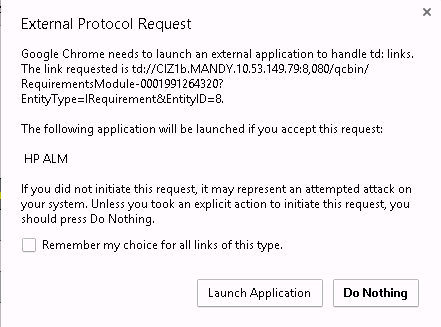 External Protocol Request
Google Chrome needs to launch an external application to handle td: links.
The link requested is td://CIZ1b.MANDY.10.53.149.79:8,080/qcbin/
RequirementsModule-0001991264320?
EntityType=IRequirement&EntityID=8.
The following application will be launched if you accept this request:
HP ALM
If you did not initiate this request, it may represent an attempted attack on
your system. Unless you took an explicit action to initiate this request, you
should press Do Nothing.
Remember my choice for all links of this type.
Launch Application
Do Nothing